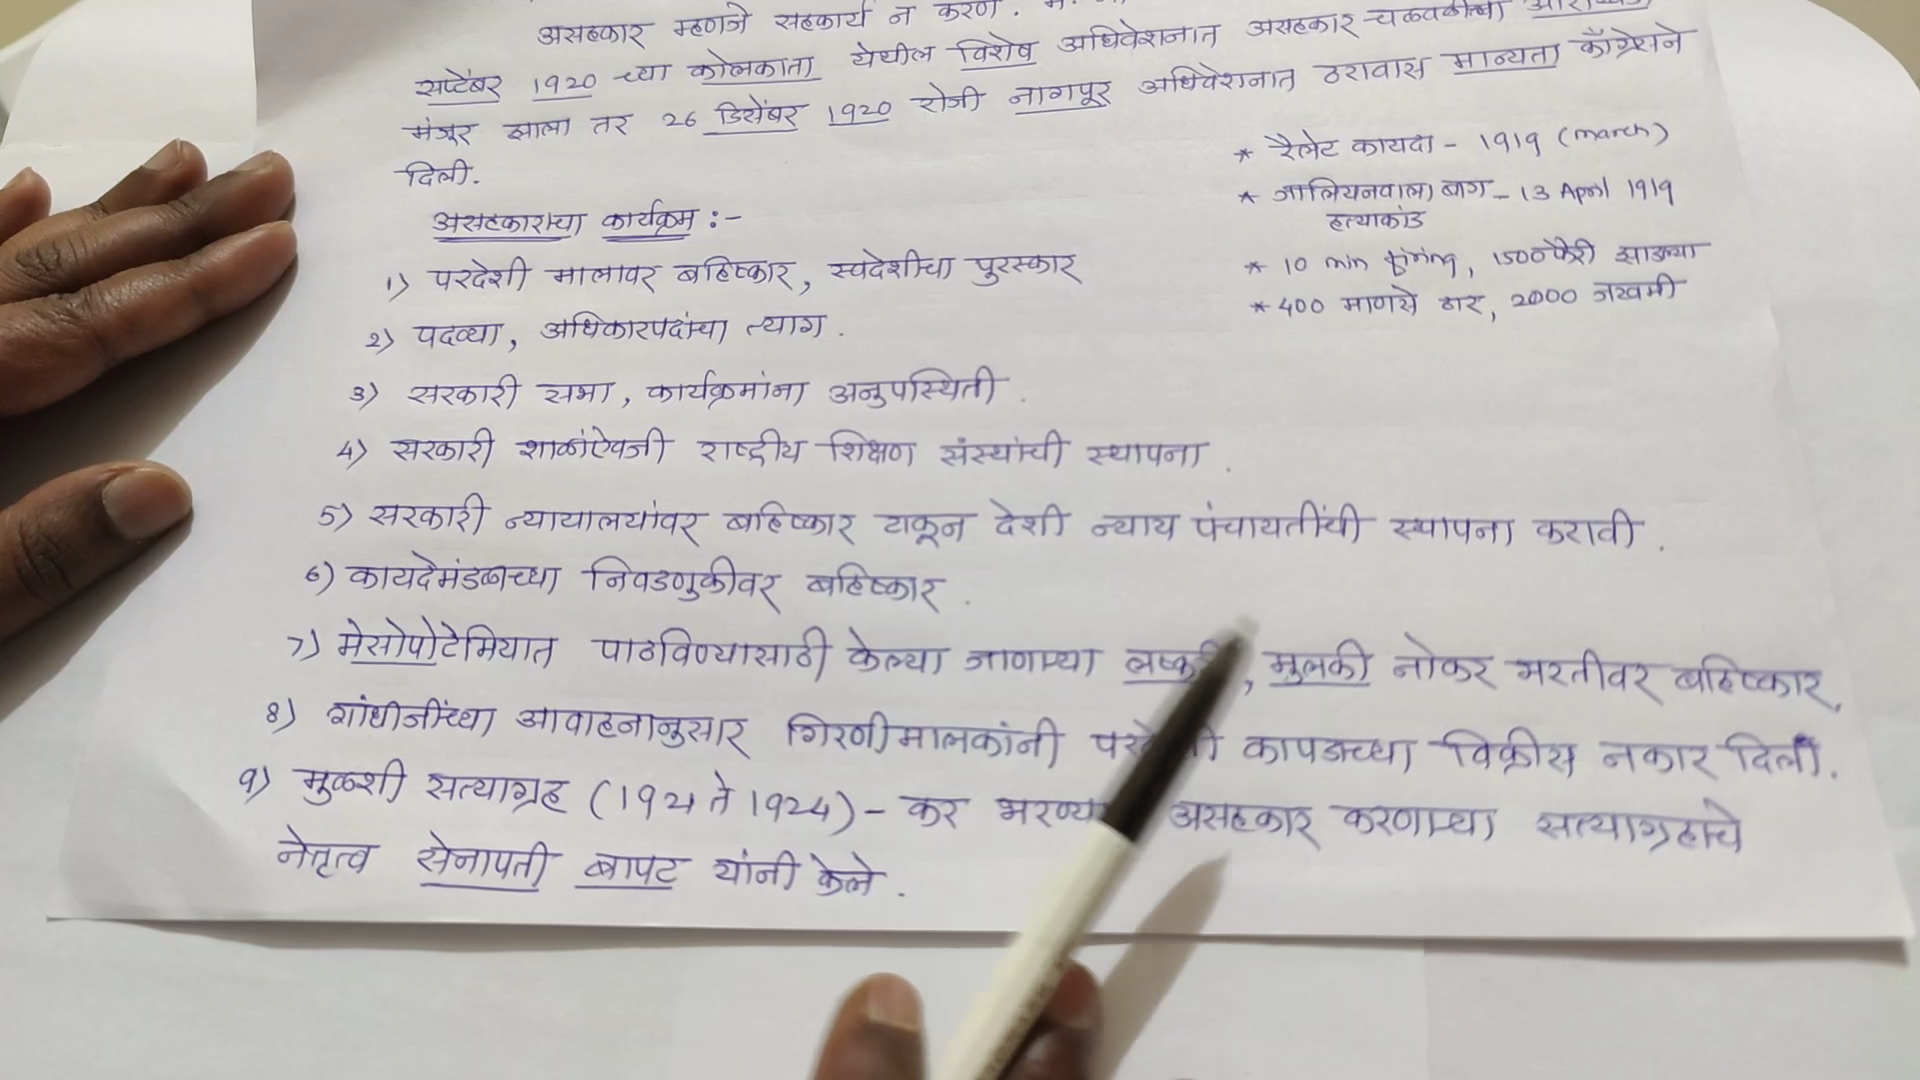 असहकार म्हणजे सहकार्य न करणे.
सप्टेंबर 1920 च्या कोलकाता येथील विशेष अधिवेशनात असहकार चळवळीचा
मंजूर झाला तर 26 डिसेंबर 1920 रोजी नागपूर अधिवेशनात ठरावास मान्यता काँग्रेसने
दिली.
* रौलेट कायदा - 1919 (march)
* जालियनवाला बाग - 13 April 1919
हत्याकांड
* 10 min फायरिंग, 1500 फैरी झाडल्या
* 400 माणसे ठार, 2000 जखमी
असहकाराचा कार्यक्रम :-
1) परदेशी मालावर बहिष्कार, स्वदेशीचा पुरस्कार
2) पदव्या, अधिकारपदांचा त्याग.
3) सरकारी सभा, कार्यक्रमांना अनुपस्थिती.
4) सरकारी शाळांऐवजी राष्ट्रीय शिक्षण संस्थांची स्थापना.
5) सरकारी न्यायालयांवर बहिष्कार टाकून देशी न्याय पंचायतींची स्थापना करावी.
6) कायदेमंडळाच्या निवडणुकीवर बहिष्कार.
7) मेसोपोटेमियात पाठविण्यासाठी केल्या जाणाऱ्या लष्करी, मुलकी नोकर भरतीवर बहिष्कार,
8) गांधीजींच्या आवाहनानुसार गिरणीमालकांनी परदेशी कापडाच्या विक्रीस नकार दिली.
9) मुळशी सत्याग्रह (1921 ते 1924) - कर असहकार करणाऱ्या सत्याग्रहाचे
नेतृत्व सेनापती बापट यांनी केले.